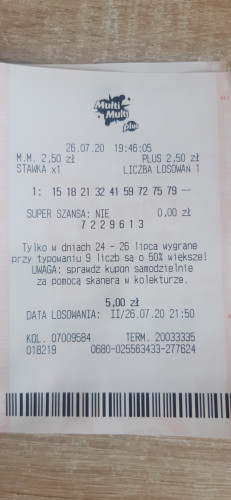 Multi
Multi
plus
26.07.20 19:46:05
M.M. 2,50 zł PLUS 2,50 zł
STAWKA x1 LICZBA LOSOWAŃ 1
1: 15 18 21 32 41 59 72 75 79 --
SUPER SZANSA: NIE 0,00 zł
7229613
Tylko w dniach 24 - 26 lipca wygrane
przy typowaniu 9 liczb są o 50% większe!
UWAGA: sprawdź kupon samodzielnie
za pomocą skanera w kolekturze.
5,00 zł
DATA LOSOWANIA: II/26.07.20 21:50
KOL. 07009584 TERM. 20033335
018219 0680-025563433-277624